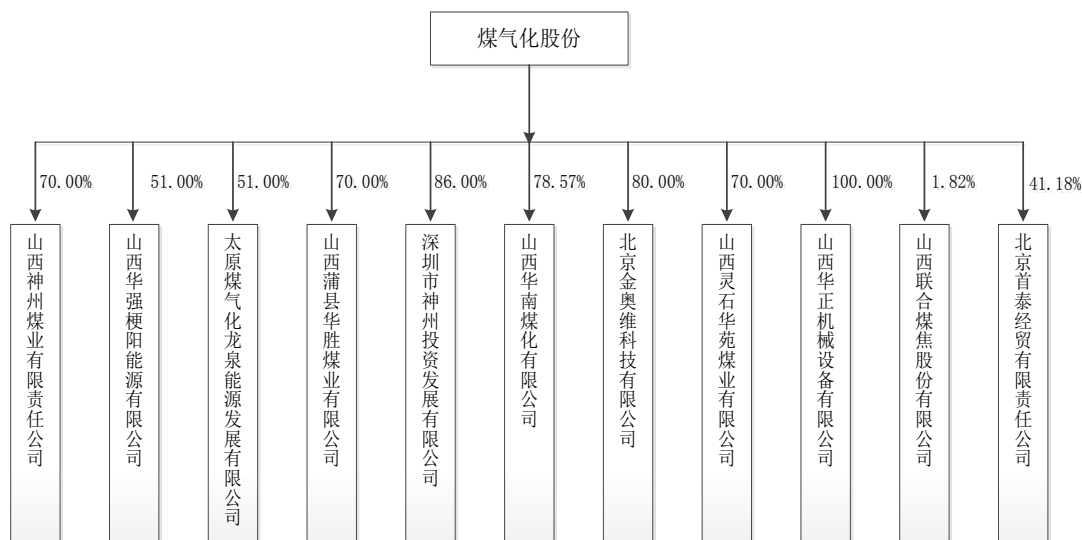 煤气化股份
70.00%
51.00%
51.00%
70.00%
86.00%
78.57%
80.00%
70.00%
100.00%
1.82%
41.18%
山西神州煤业有限责任公司
山西华强梗阳能源有限公司
太原煤气化龙泉能源发展有限公司
山西蒲县华胜煤业有限公司
深圳市神州投资发展有限公司
山西华南煤化有限公司
北京金奥维科技有限公司
山西灵石华苑煤业有限公司
山西华正机械设备有限公司
山西联合煤焦股份有限公司
北京首泰经贸有限责任公司